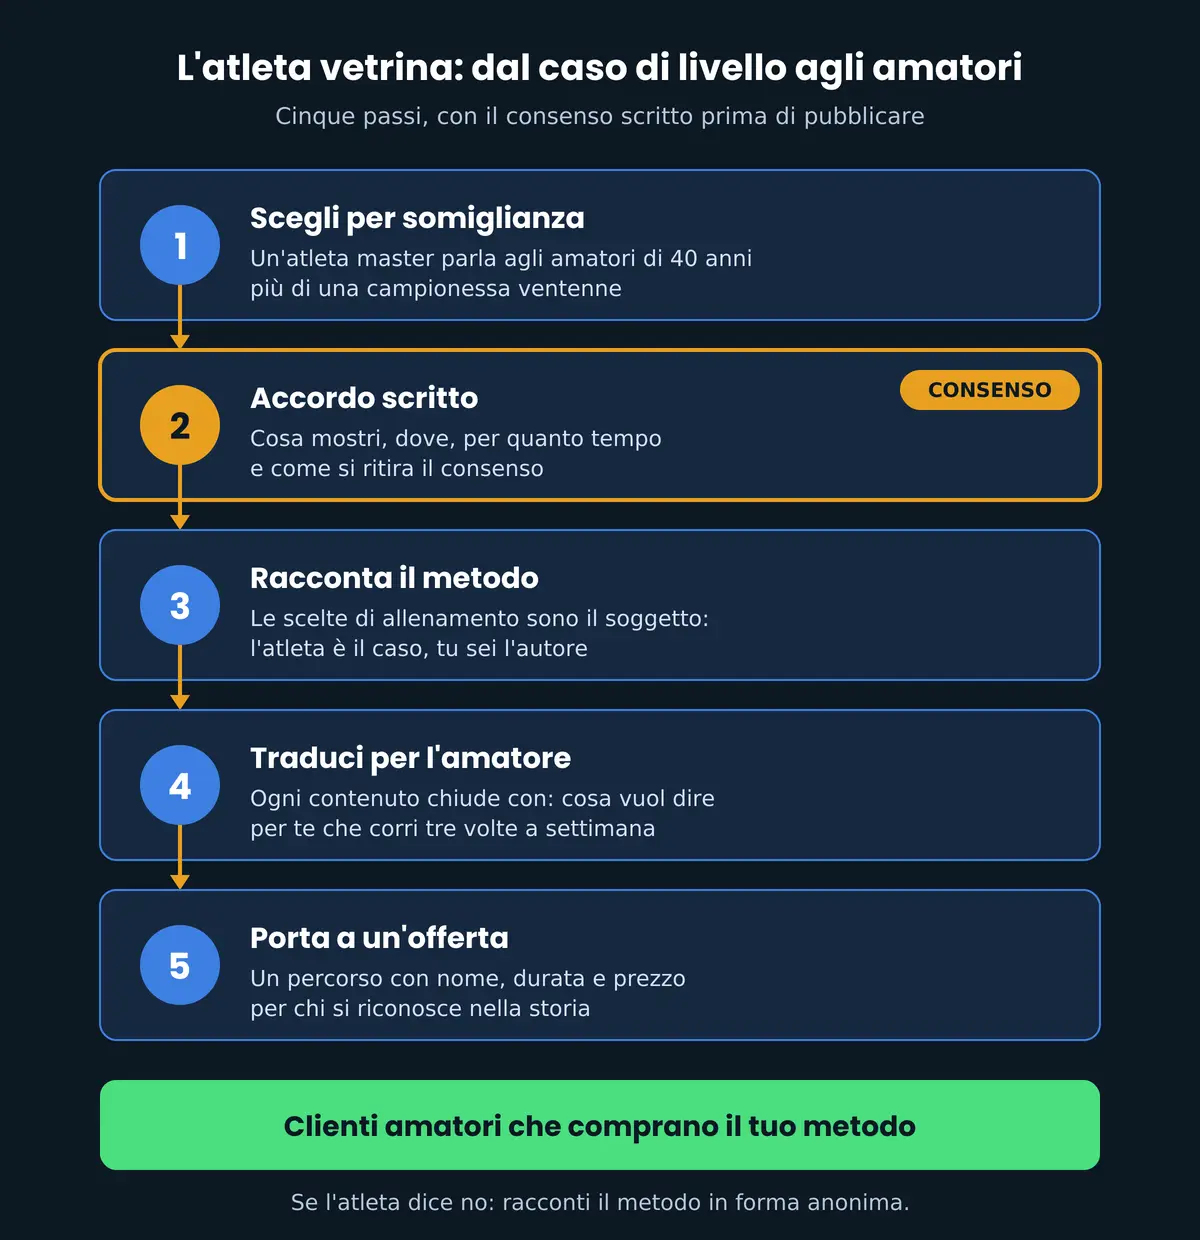 L'atleta vetrina: dal caso di livello agli amatori
Cinque passi, con il consenso scritto prima di pubblicare
1
Scegli per somiglianza
Un'atleta master parla agli amatori di 40 anni
più di una campionessa ventenne
2
Accordo scritto
CONSENSO
Cosa mostri, dove, per quanto tempo
e come si ritira il consenso
3
Racconta il metodo
Le scelte di allenamento sono il soggetto:
l'atleta è il caso, tu sei l'autore
4
Traduci per l'amatore
Ogni contenuto chiude con: cosa vuol dire
per te che corri tre volte a settimana
5
Porta a un'offerta
Un percorso con nome, durata e prezzo
per chi si riconosce nella storia
Clienti amatori che comprano il tuo metodo
Se l'atleta dice no: racconti il metodo in forma anonima.